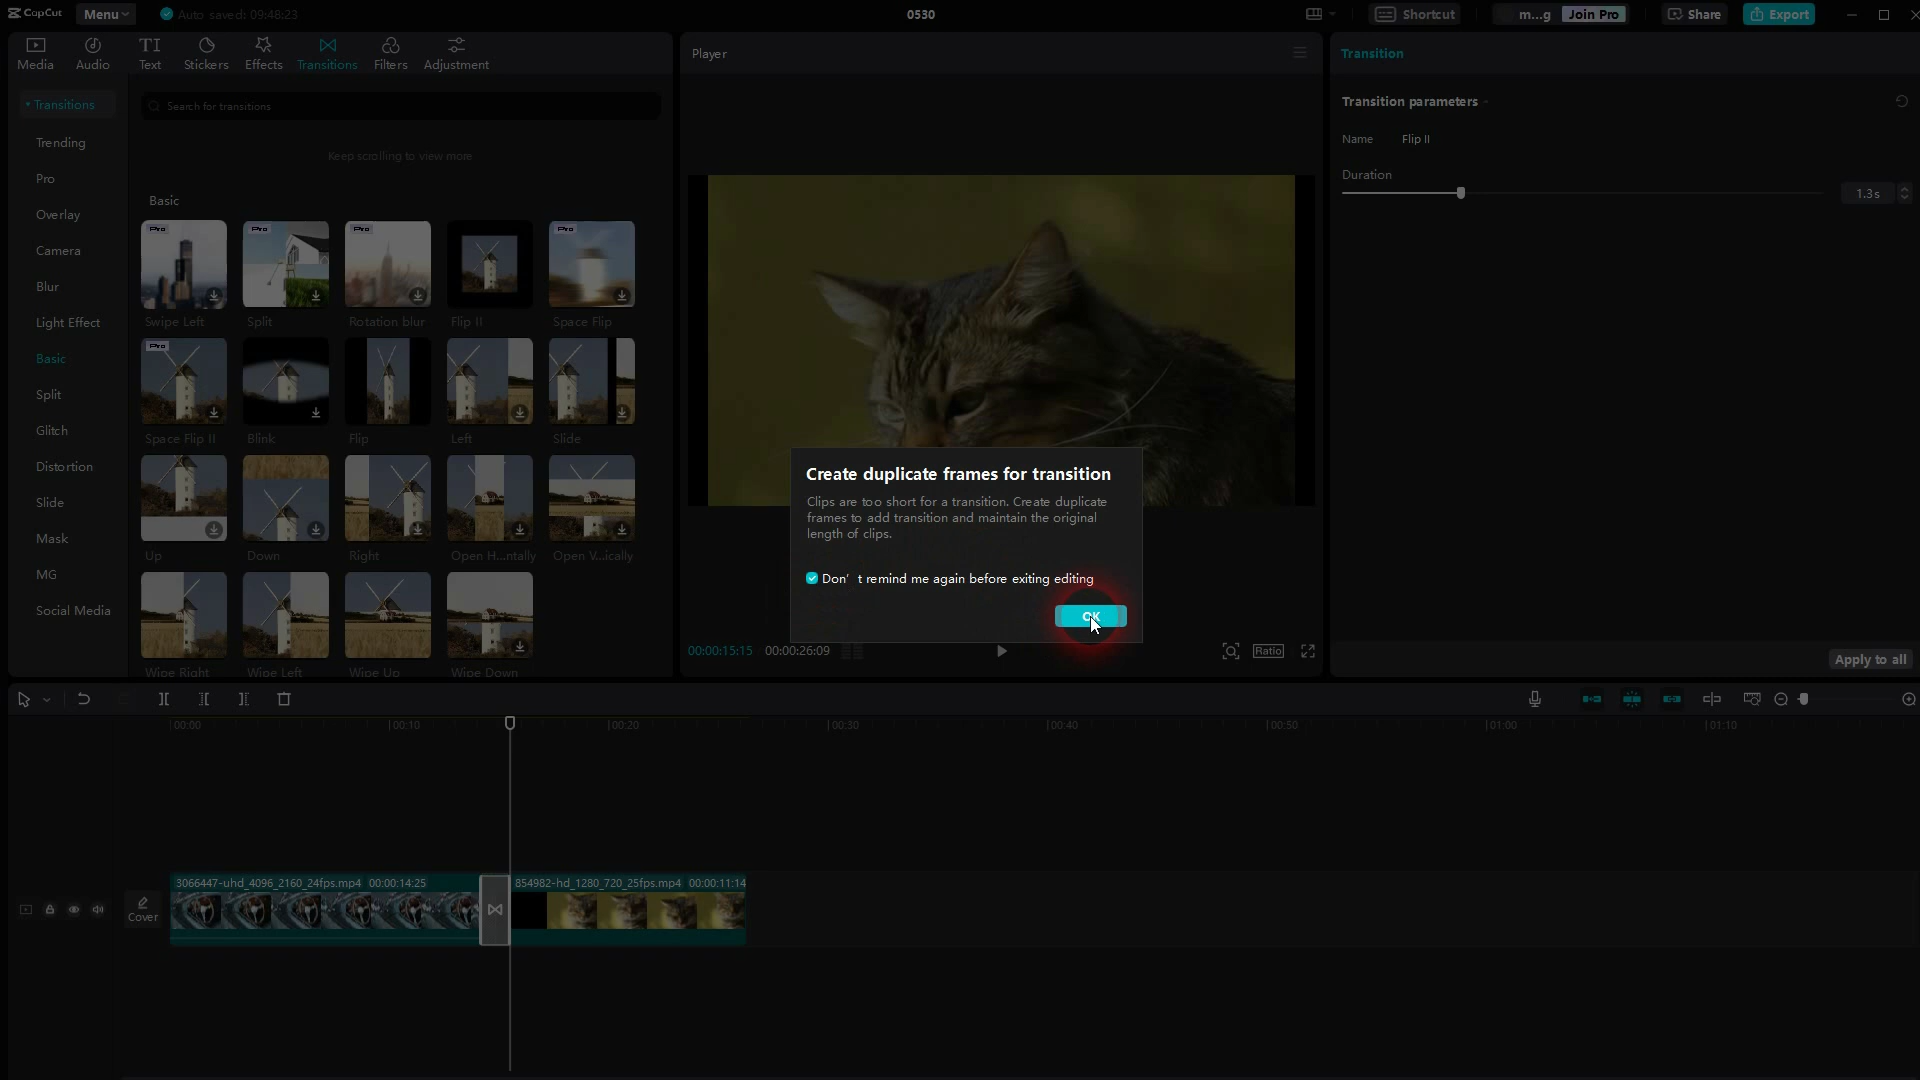 CapCut
Menu
Auto saved: 09:48:23
0530
Shortcut
m...g
Join Pro
Share
Export
Media
Audio
Text
Stickers
Effects
Transitions
Filters
Adjustment
Player
Transition
Transitions
Search for transitions
Transition parameters
Trending
Keep scrolling to view more
Name
Flip II
Pro
Duration
1.3s
Basic
Overlay
Camera
Blur
Light Effect
Basic
Split
Glitch
Distortion
Slide
Mask
MG
Social Media
Pro
Pro
Pro
Pro
Swipe Left
Split
Rotation blur
Flip II
Space Flip
Pro
Space Flip II
Blink
Flip
Left
Slide
Up
Down
Right
Open H...ntally
Open V...ically
Wipe Right
Wipe Left
Wipe Up
Wipe Down
Create duplicate frames for transition
Clips are too short for a transition. Create duplicate
frames to add transition and maintain the original
length of clips.
Don’ t remind me again before exiting editing
OK
00:00:15:15
00:00:26:09
Ratio
Apply to all
00:00
00:10
00:20
00:30
00:40
00:50
01:00
01:10
Cover
3066447-uhd_4096_2160_24fps.mp4 00:00:14:25
854982-hd_1280_720_25fps.mp4 00:00:11:14